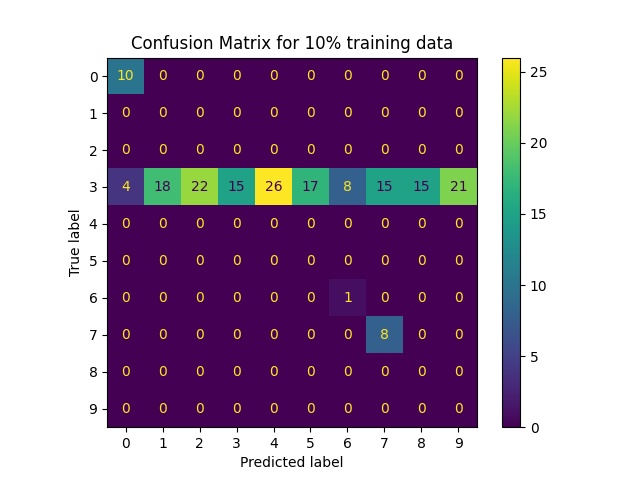 Confusion Matrix for 10% training data
0 10 0 0 0 0 0 0 0 0 0
1 0 0 0 0 0 0 0 0 0 0
2 0 0 0 0 0 0 0 0 0 0
3 4 18 22 15 26 17 8 15 15 21
4 0 0 0 0 0 0 0 0 0 0
5 0 0 0 0 0 0 0 0 0 0
6 0 0 0 0 0 0 1 0 0 0
7 0 0 0 0 0 0 0 8 0 0
8 0 0 0 0 0 0 0 0 0 0
9 0 0 0 0 0 0 0 0 0 0
0 1 2 3 4 5 6 7 8 9
Predicted label
True label
25
20
15
10
5
0